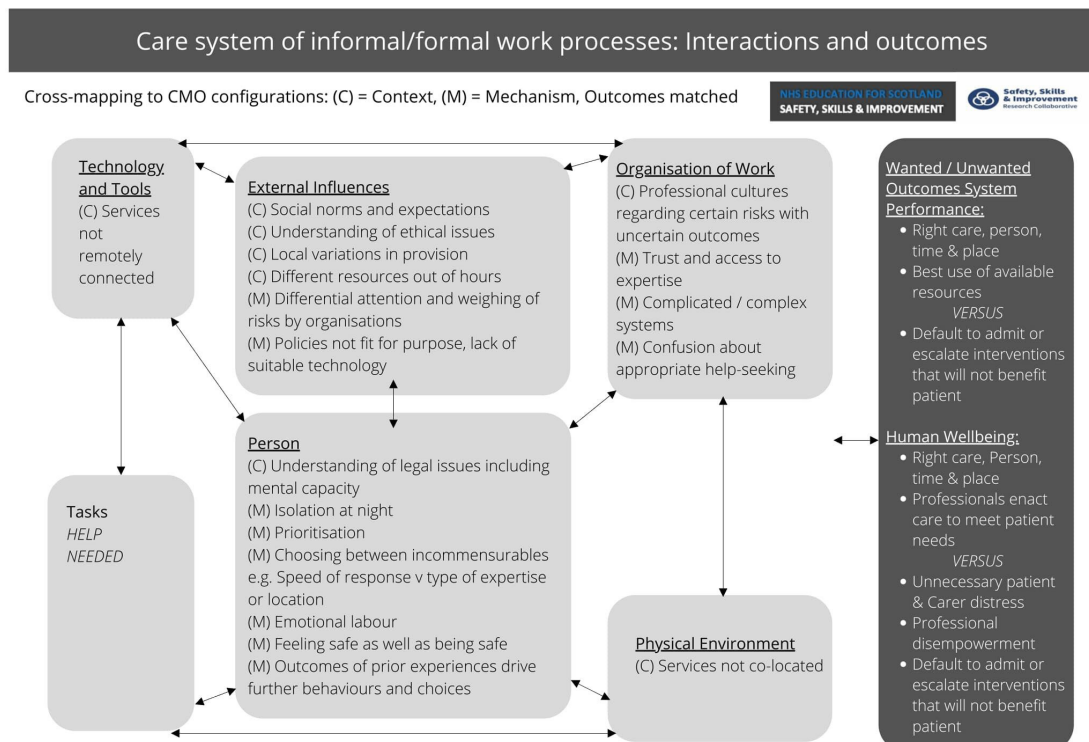 Care system of informal/formal work processes: Interactions and outcomes
Cross-mapping to CMO configurations: (C) = Context, (M) = Mechanism, Outcomes matched
NHS EDUCATION FOR SCOTLAND
SAFETY, SKILLS & IMPROVEMENT
Safety, Skills
& Improvement
Research Collaborative
Technology
and Tools
(C) Services
not
remotely
connected
External Influences
(C) Social norms and expectations
(C) Understanding of ethical issues
(C) Local variations in provision
(C) Different resources out of hours
(M) Differential attention and weighing of
risks by organisations
(M) Policies not fit for purpose, lack of
suitable technology
Organisation of Work
(C) Professional cultures
regarding certain risks with
uncertain outcomes
(M) Trust and access to
expertise
(M) Complicated / complex
systems
(M) Confusion about
appropriate help-seeking
Tasks
HELP
NEEDED
Person
(C) Understanding of legal issues including
mental capacity
(M) Isolation at night
(M) Prioritisation
(M) Choosing between incommensurables
e.g. Speed of response v type of expertise
or location
(M) Emotional labour
(M) Feeling safe as well as being safe
(M) Outcomes of prior experiences drive
further behaviours and choices
Physical Environment
(C) Services not co-located
Wanted / Unwanted
Outcomes System
Performance:
• Right care, person,
time & place
• Best use of available
resources
VERSUS
• Default to admit or
escalate interventions
that will not benefit
patient
Human Wellbeing:
• Right care, Person,
time & place
• Professionals enact
care to meet patient
needs
VERSUS
• Unnecessary patient
& Carer distress
• Professional
disempowerment
• Default to admit or
escalate interventions
that will not benefit
patient